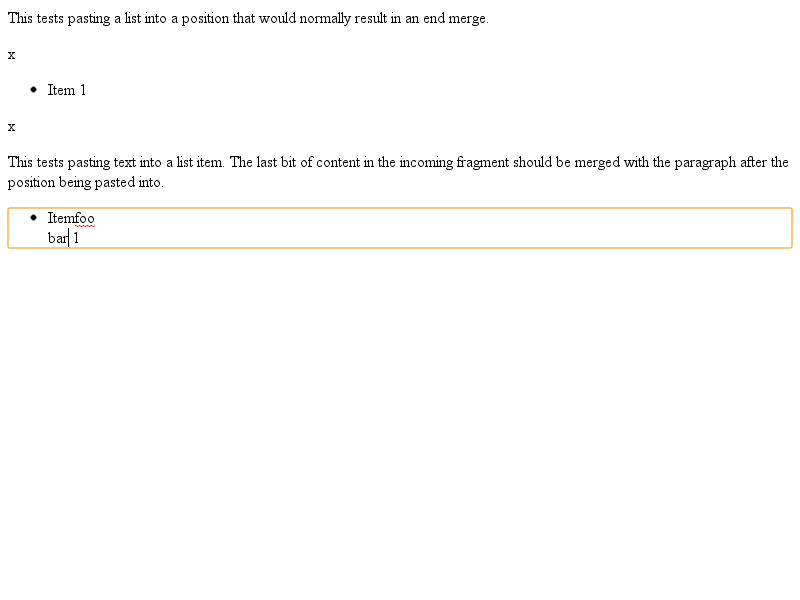 This tests pasting a list into a position that would normally result in an end merge.
x
• Item 1
x
This tests pasting text into a list item. The last bit of content in the incoming fragment should be merged with the paragraph after the
position being pasted into.
• Itemfoo
bar 1